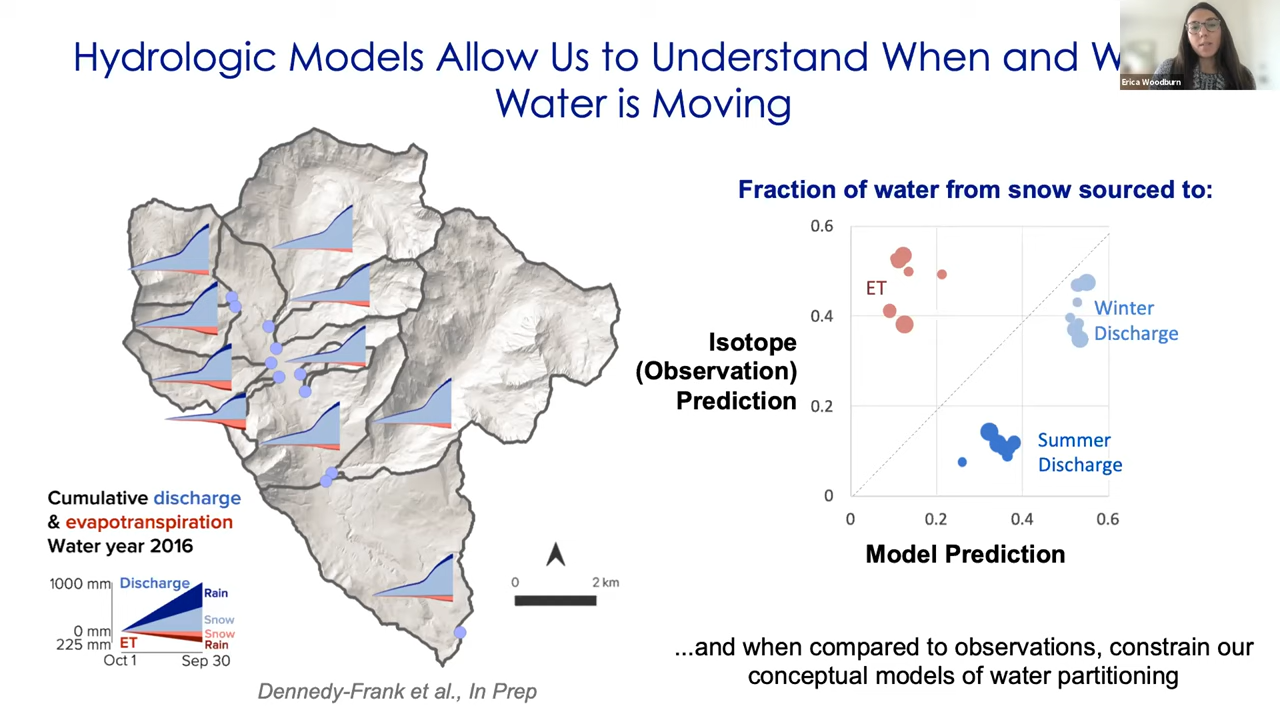 Hydrologic Models Allow Us to Understand When and W
Water is Moving
Erica Woodburn
Fraction of water from snow sourced to:
0.6
0.4
0.2
0
0
0.2
0.4
0.6
ET
Winter
Discharge
Summer
Discharge
Isotope
(Observation)
Prediction
Model Prediction
Cumulative discharge
& evapotranspiration
Water year 2016
1000 mm
0 mm
225 mm
Discharge
ET
Rain
Snow
Snow
Rain
Oct 1
Sep 30
0
2 km
Dennedy-Frank et al., In Prep
...and when compared to observations, constrain our
conceptual models of water partitioning